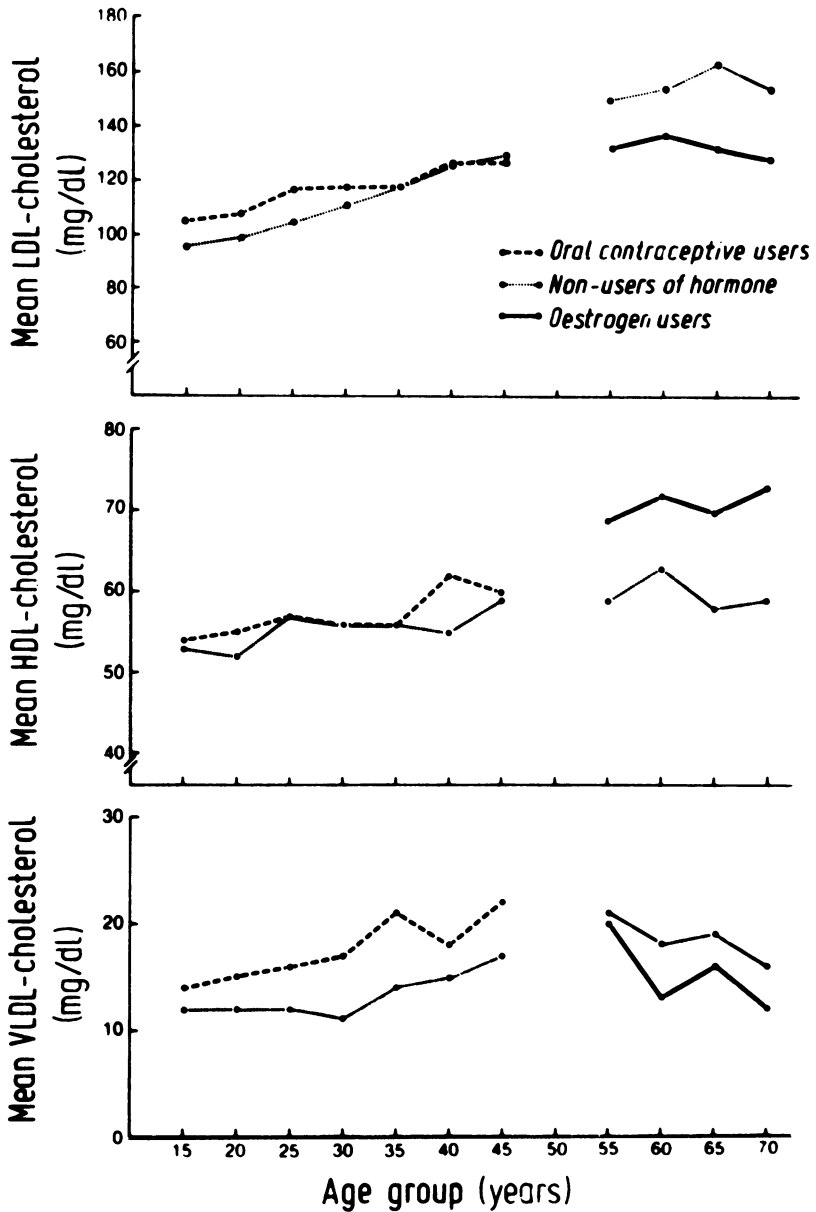 Mean LDL-cholesterol
(mg/dl)
180
160
140
120
100
80
60
Oral contraceptive users
Non-users of hormone
Oestrogen users
Mean HDL-cholesterol
(mg/dl)
80
70
60
50
40
Mean VLDL-cholesterol
(mg/dl)
30
20
10
0
15 20 25 30 35 40 45 50 55 60 65 70
Age group (years)